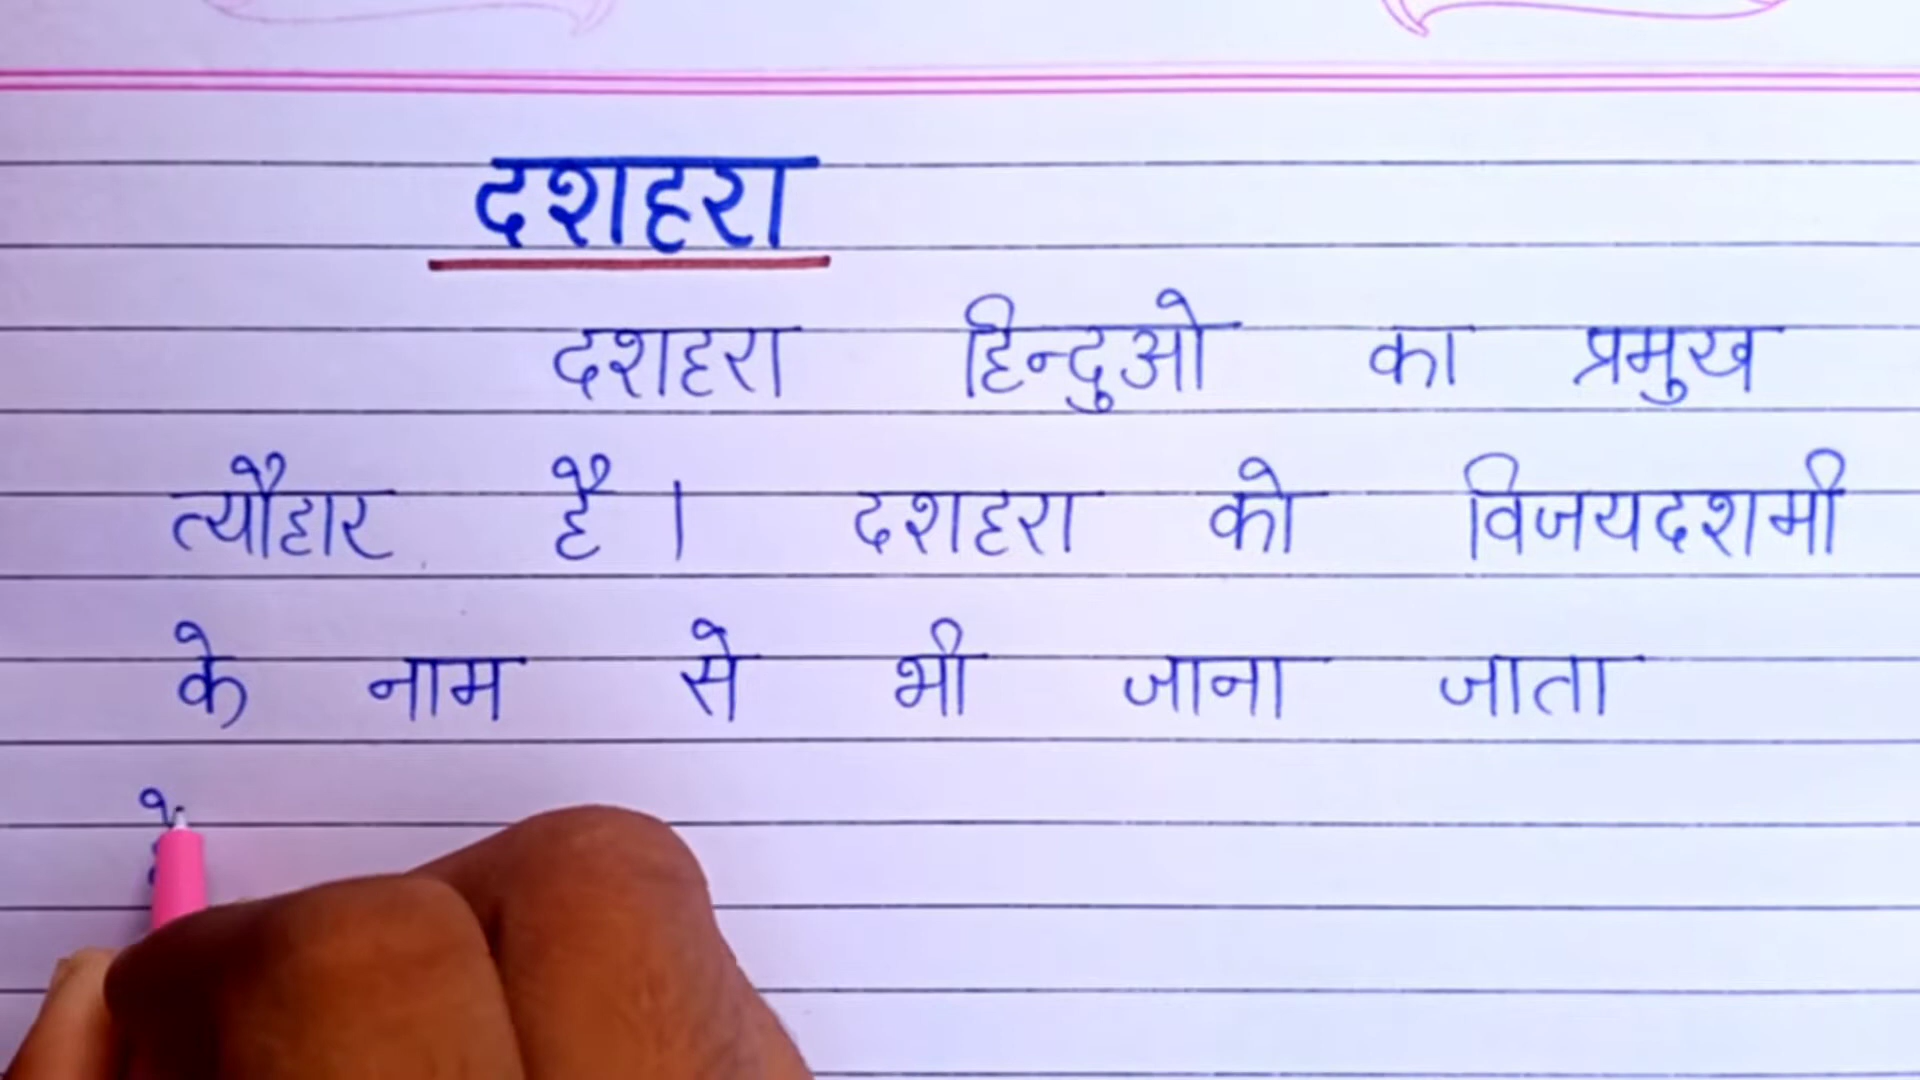 दशहरा
दशहरा हिन्दुओ का प्रमुख
त्यौहार है। दशहरा को विजयदशमी
के नाम से भी जाना जाता